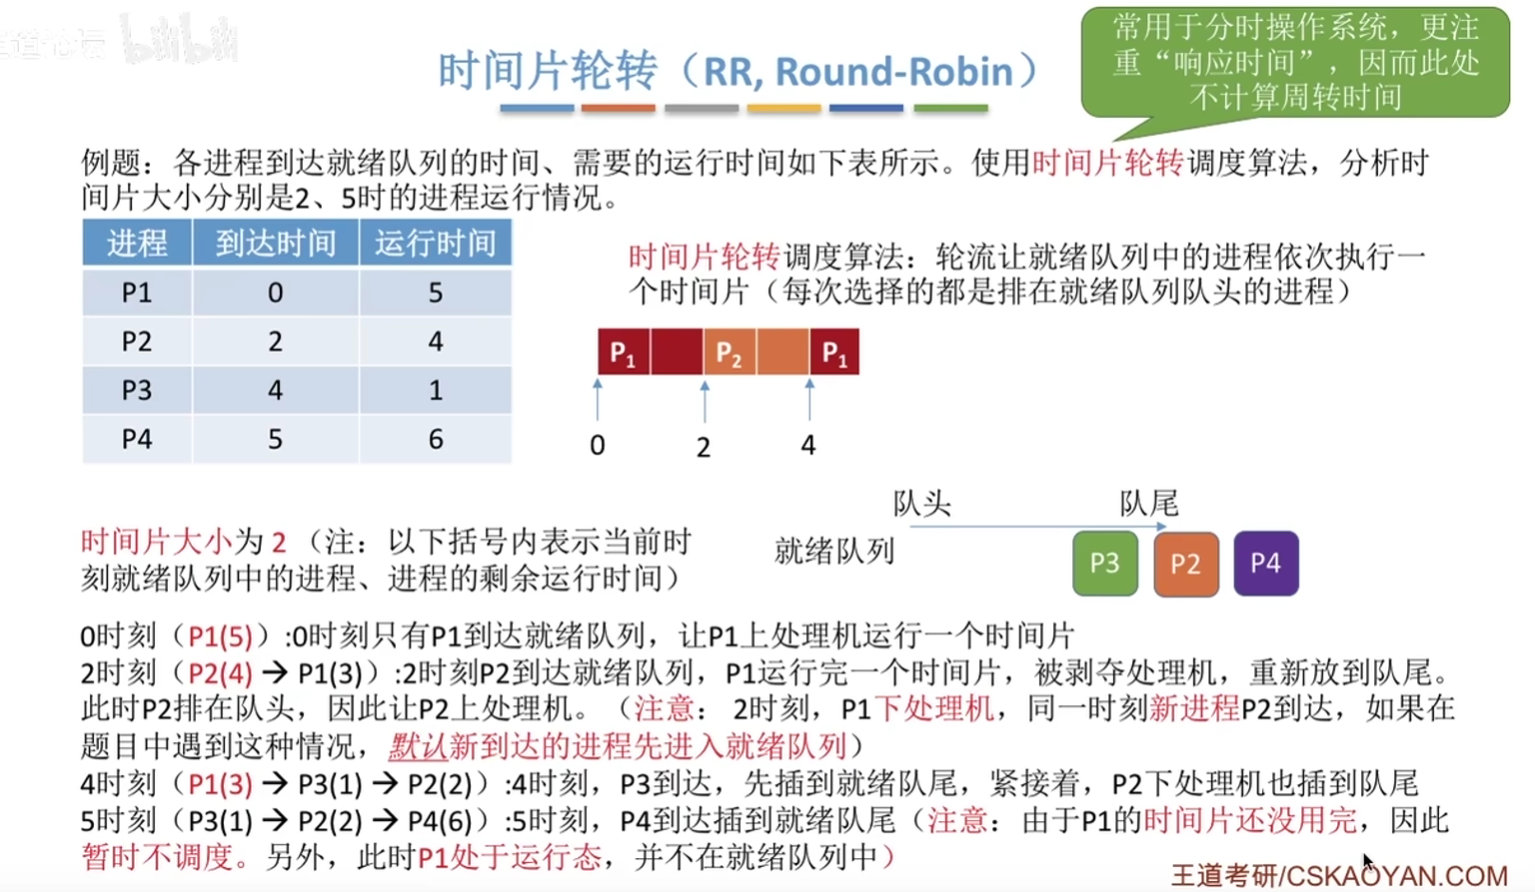 bilibili
时间片轮转（RR, Round-Robin）
常用于分时操作系统，更注
重“响应时间”，因而此处
不计算周转时间
例题：各进程到达就绪队列的时间、需要的运行时间如下表所示。使用时间片轮转调度算法，分析时
间片大小分别是2、5时的进程运行情况。
进程 到达时间 运行时间
P1 0 5
P2 2 4
P3 4 1
P4 5 6
时间片轮转调度算法：轮流让就绪队列中的进程依次执行一
个时间片（每次选择的都是排在就绪队列队头的进程）
P1 P2 P1
0 2 4
队头 队尾
就绪队列 P3 P2 P4
时间片大小为 2（注：以下括号内表示当前时
刻就绪队列中的进程、进程的剩余运行时间）
0时刻（P1(5)）:0时刻只有P1到达就绪队列，让P1上处理机运行一个时间片
2时刻（P2(4) → P1(3)）:2时刻P2到达就绪队列，P1运行完一个时间片，被剥夺处理机，重新放到队尾。
此时P2排在队头，因此让P2上处理机。（注意： 2时刻，P1下处理机，同一时刻新进程P2到达，如果在
题目中遇到这种情况，默认新到达的进程先进入就绪队列）
4时刻（P1(3) → P3(1) → P2(2)）:4时刻，P3到达，先插到就绪队尾，紧接着，P2下处理机也插到队尾
5时刻（P3(1) → P2(2) → P4(6)）:5时刻，P4到达插到就绪队尾（注意：由于P1的时间片还没用完，因此
暂时不调度。另外，此时P1处于运行态，并不在就绪队列中）
王道考研/CSKAOYAN.COM